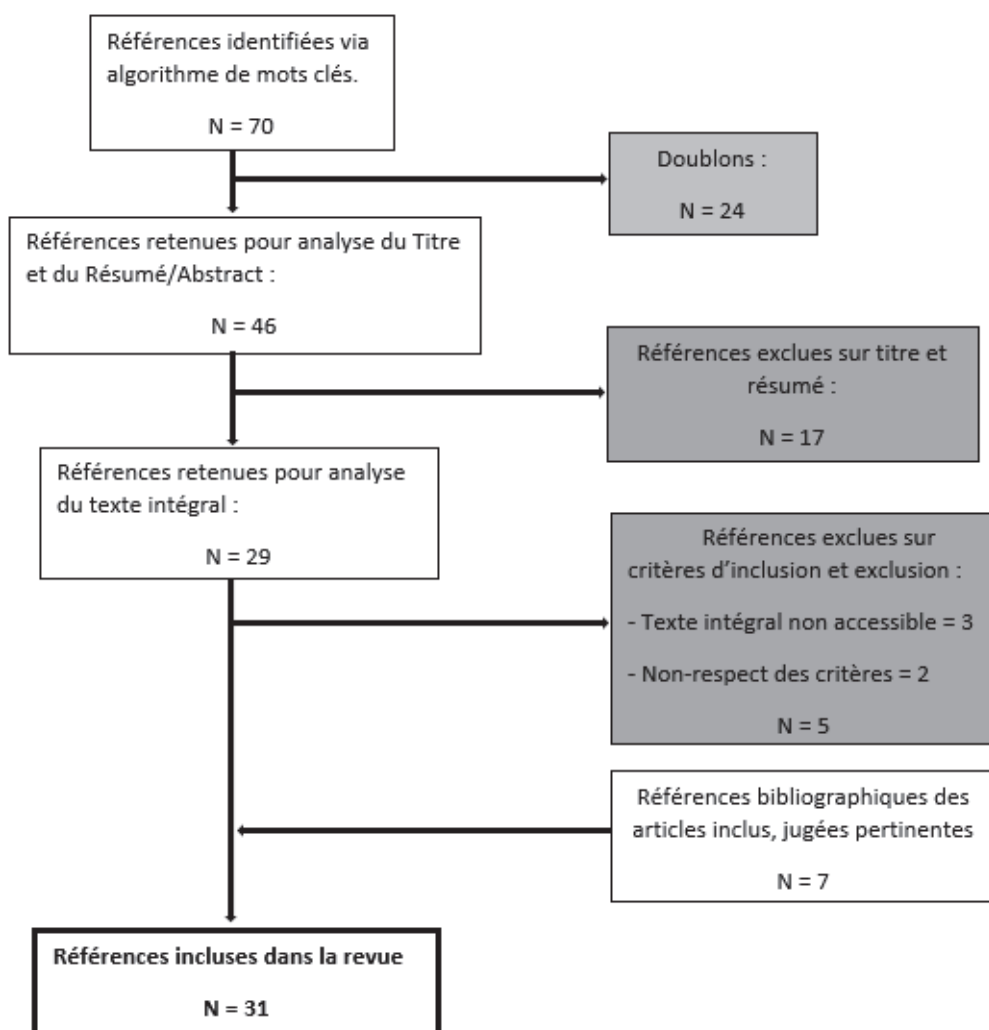 Références identifiées via
algorithme de mots clés.
N = 70
Doublons :
N = 24
Références retenues pour analyse du Titre
et du Résumé/Abstract :
N = 46
Références exclues sur titre et
résumé :
N = 17
Références retenues pour analyse
du texte intégral :
N = 29
Références exclues sur
critères d'inclusion et exclusion :
- Texte intégral non accessible = 3
- Non-respect des critères = 2
N = 5
Références bibliographiques des
articles inclus, jugées pertinentes
N = 7
Références incluses dans la revue
N = 31